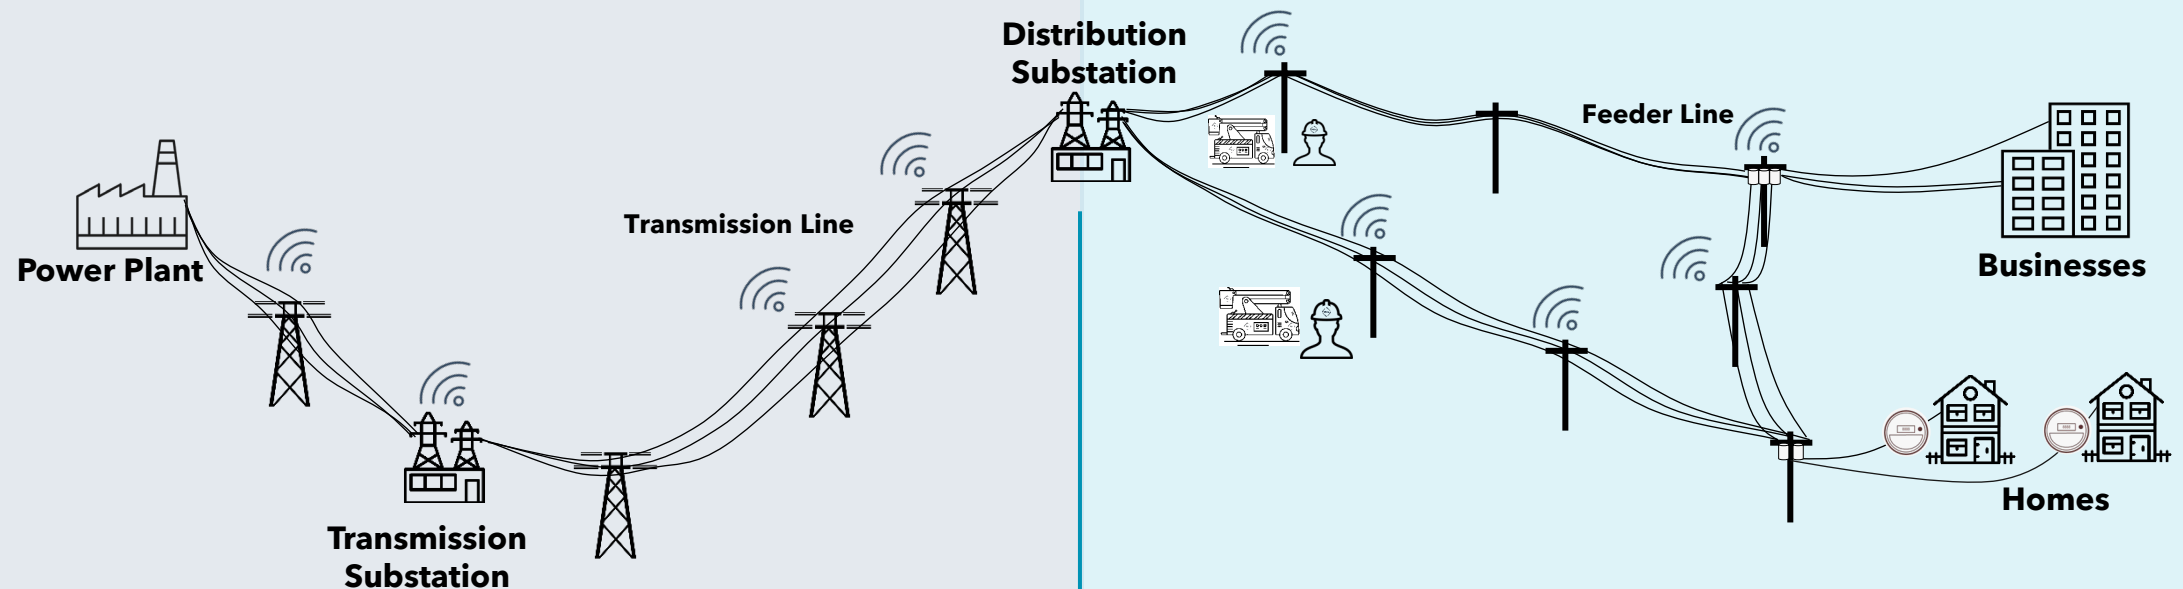 Distribution
Substation
Feeder Line
Transmission Line
Power Plant
Businesses
Homes
Transmission
Substation